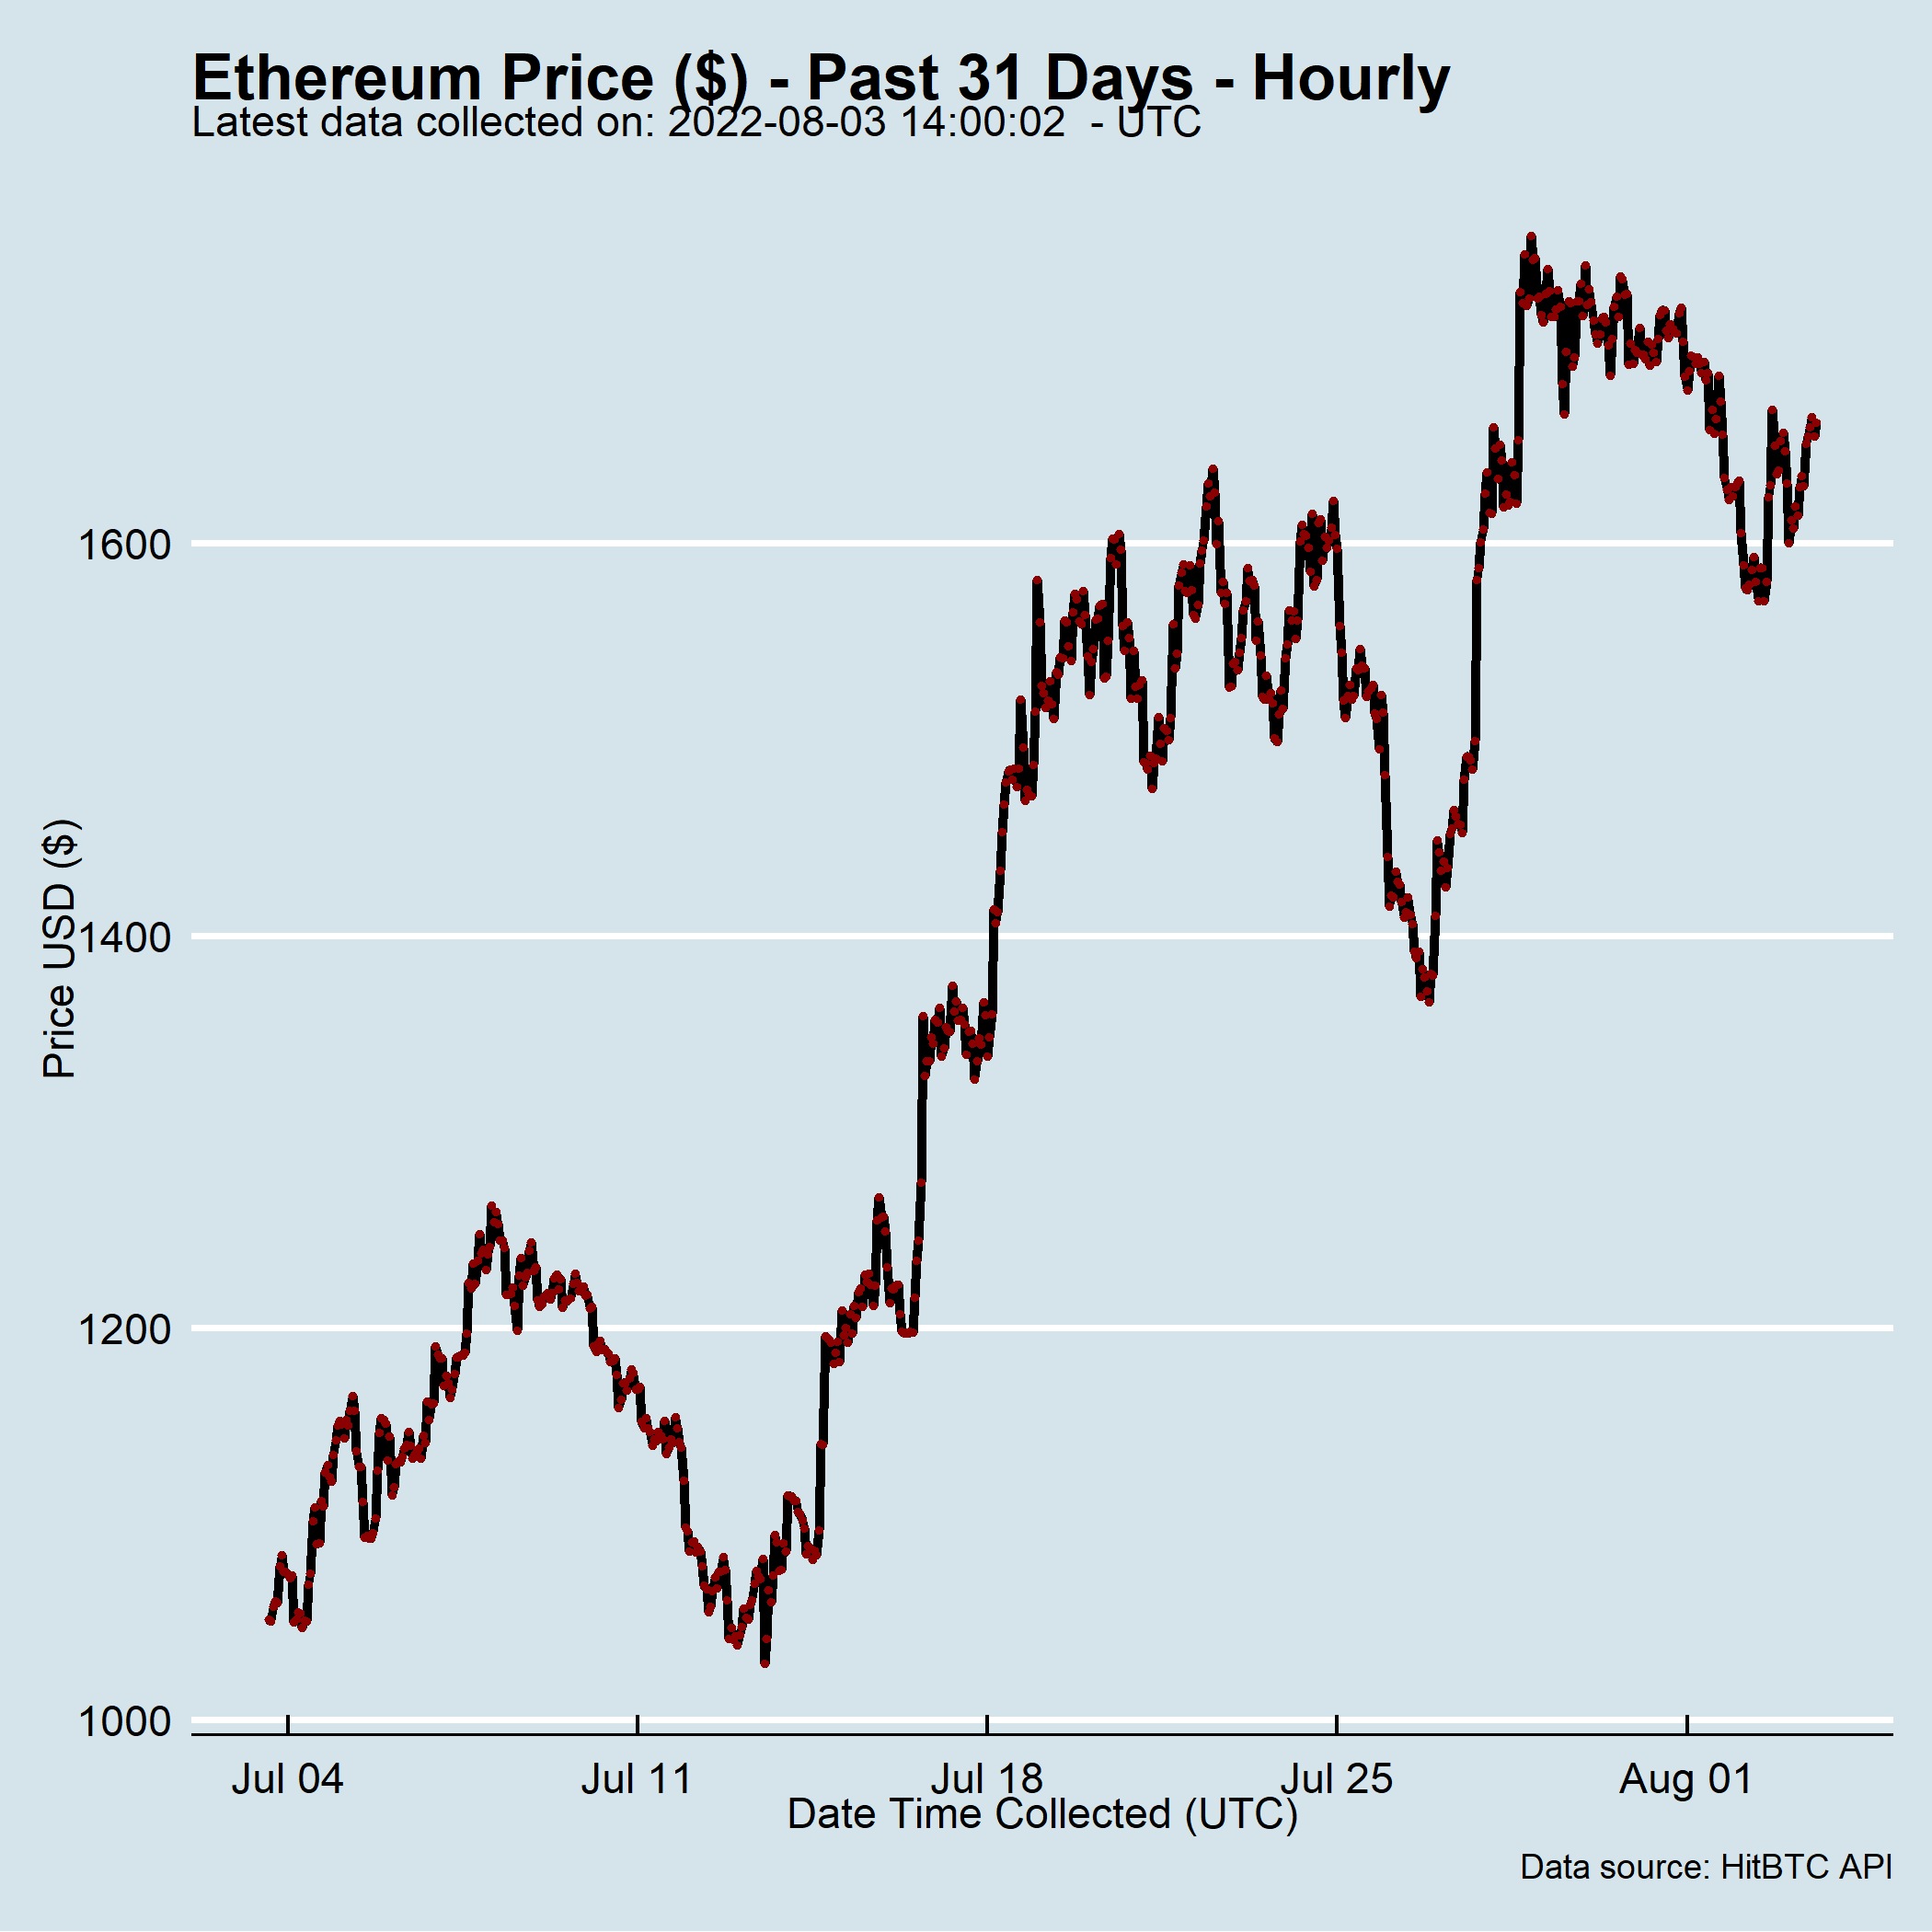 Ethereum Price ($) - Past 31 Days - Hourly
Latest data collected on: 2022-08-03 14:00:02  - UTC
Price USD ($)
1600
1400
1200
1000
Jul 04
Jul 11
Jul 18
Jul 25
Aug 01
Date Time Collected (UTC)
Data source: HitBTC API